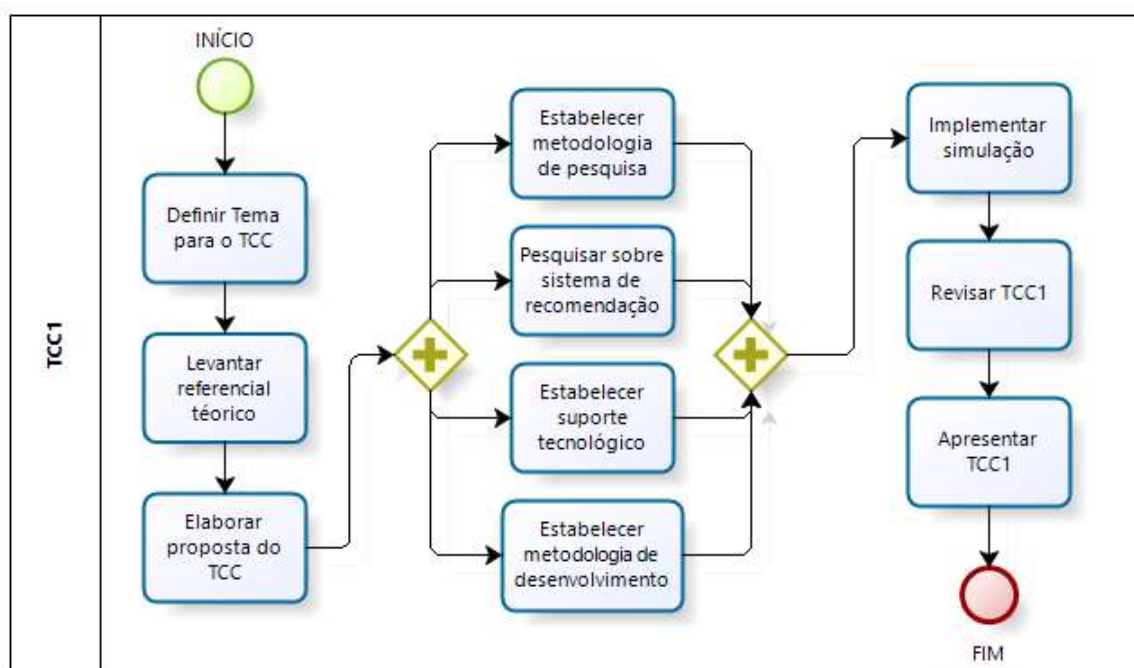 TCC1
INÍCIO
Definir Tema
para o TCC
Levantar
referencial
téorico
Elaborar
proposta do
TCC
Estabelecer
metodologia
de pesquisa
Pesquisar sobre
sistema de
recomendação
Estabelecer
suporte
tecnológico
Estabelecer
metodologia de
desenvolvimento
Implementar
simulação
Revisar TCC1
Apresentar
TCC1
FIM